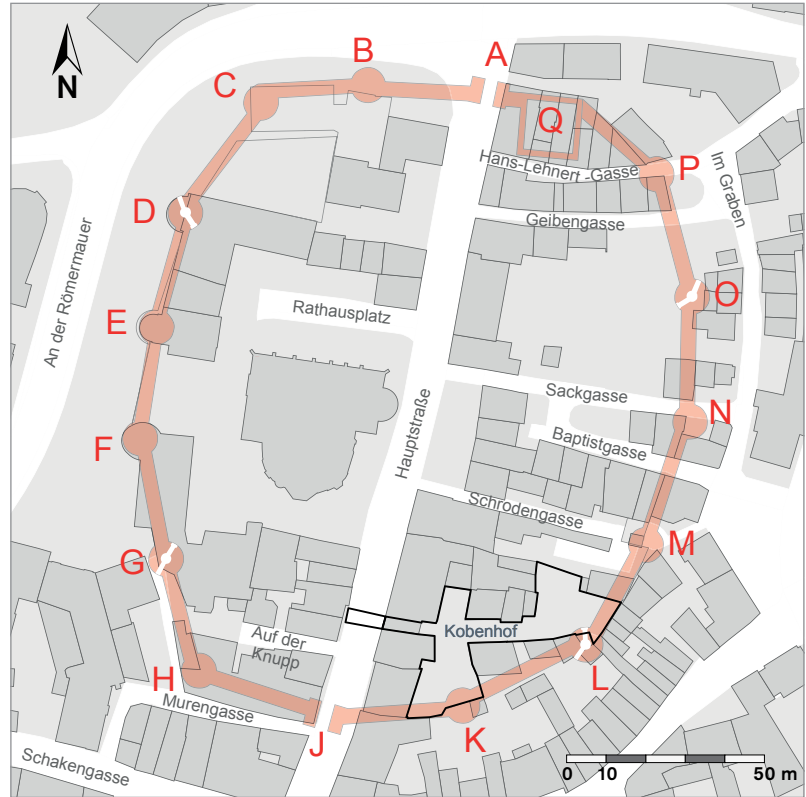 A
B
C
N
Q
P
Hans-Lehnert -Gasse
Im Graben
D
Geibengasse
An der Römermauer
O
Rathausplatz
E
Sackgasse
N
Hauptstraße
F
Baptistgasse
Schrodengasse
M
G
Kobenhof
Auf der
Knupp
L
H
Murengasse
K
J
Schakengasse
0 10 50 m